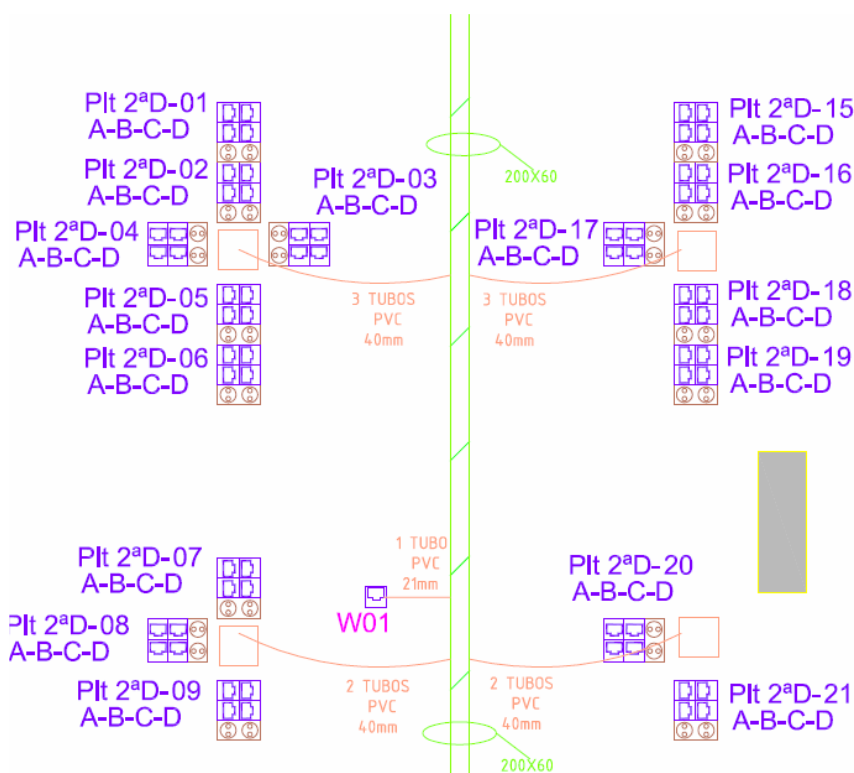 Plt 2ªD-01
A-B-C-D
Plt 2ªD-02
A-B-C-D
Plt 2ªD-03
A-B-C-D
Plt 2ªD-04
A-B-C-D
Plt 2ªD-05
A-B-C-D
Plt 2ªD-06
A-B-C-D
3 TUBOS
PVC
40mm
200X60
3 TUBOS
PVC
40mm
Plt 2ªD-15
A-B-C-D
Plt 2ªD-16
A-B-C-D
Plt 2ªD-17
A-B-C-D
Plt 2ªD-18
A-B-C-D
Plt 2ªD-19
A-B-C-D
Plt 2ªD-07
A-B-C-D
Plt 2ªD-08
A-B-C-D
Plt 2ªD-09
A-B-C-D
1 TUBO
PVC
21mm
W01
2 TUBOS
PVC
40mm
2 TUBOS
PVC
40mm
200X60
Plt 2ªD-20
A-B-C-D
Plt 2ªD-21
A-B-C-D